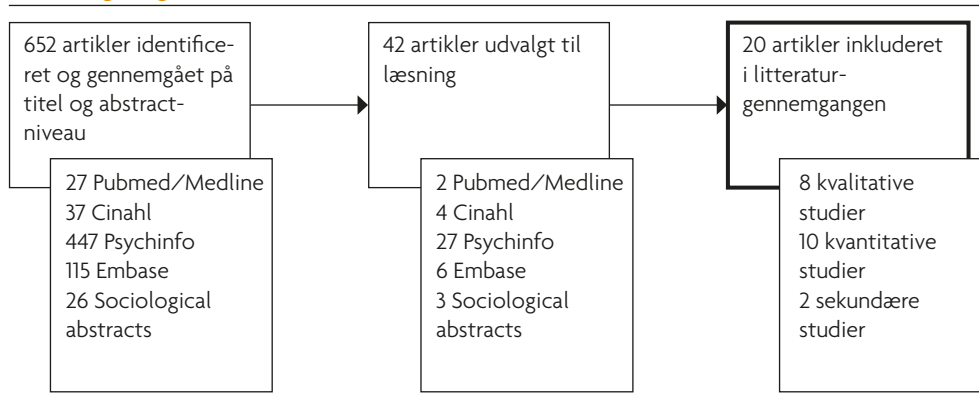 652 artikler identifice-
ret og gennemgået på
titel og abstract-
niveau
27 Pubmed/Medline
37 Cinahl
447 Psychinfo
115 Embase
26 Sociological
abstracts
42 artikler udvalgt til
læsning
2 Pubmed/Medline
4 Cinahl
27 Psychinfo
6 Embase
3 Sociological
abstracts
20 artikler inkluderet
i litteratur-
gennemgangen
8 kvalitative
studier
10 kvantitative
studier
2 sekundære
studier